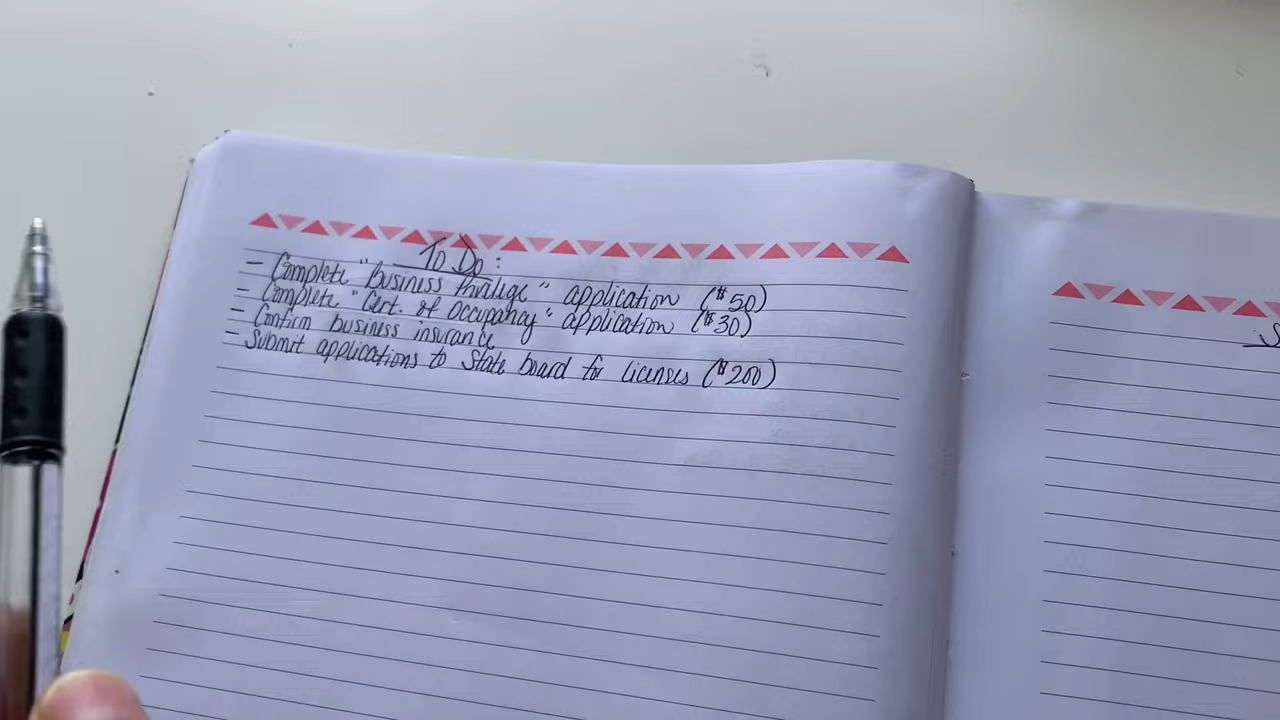 To Do:
- Complete "Business Privilege" application ($50)
- Complete "Cert. of Occupancy" application ($30)
- Confirm business insurance
- Submit applications to State board for licenses ($200)
S